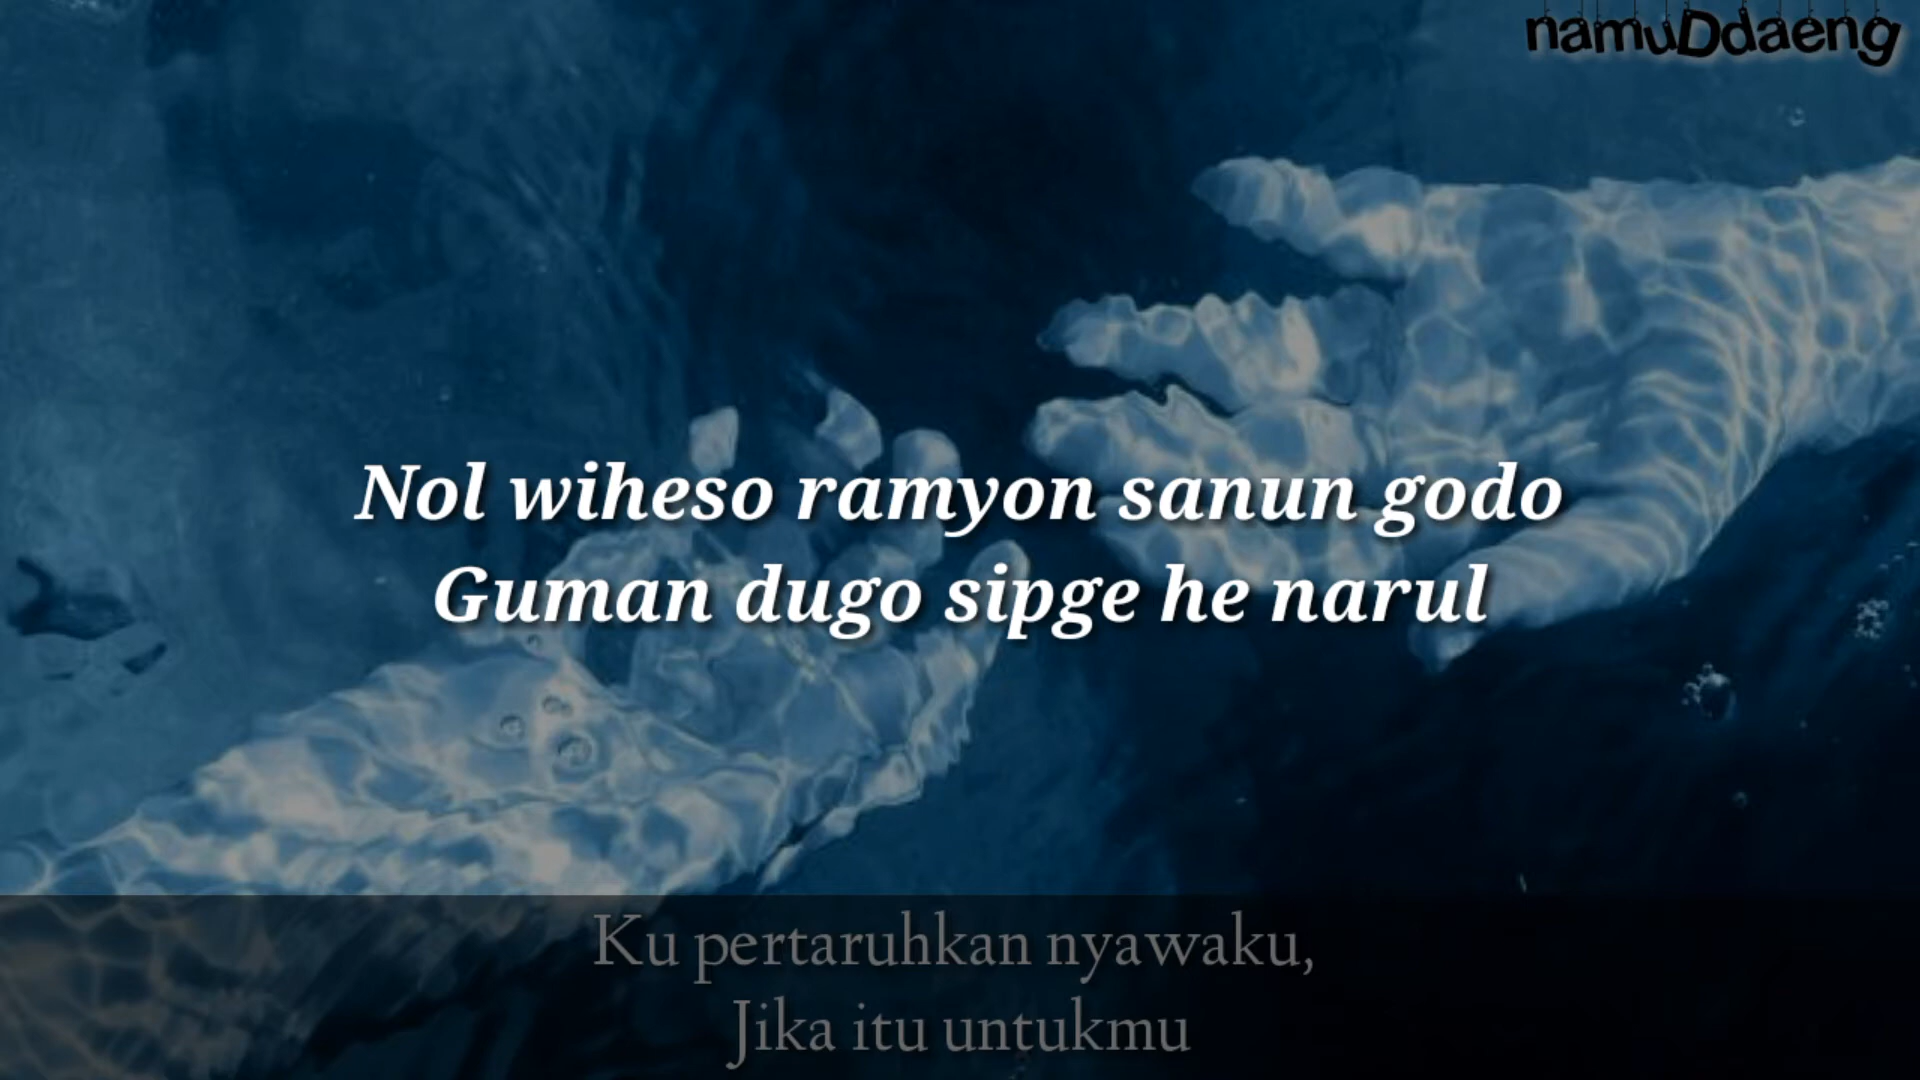 namuDdaeng
Nol wiheso ramyon sanun godo
Guman dugo sipge he narul
Ku pertaruhkan nyawaku,
Jika itu untukmu